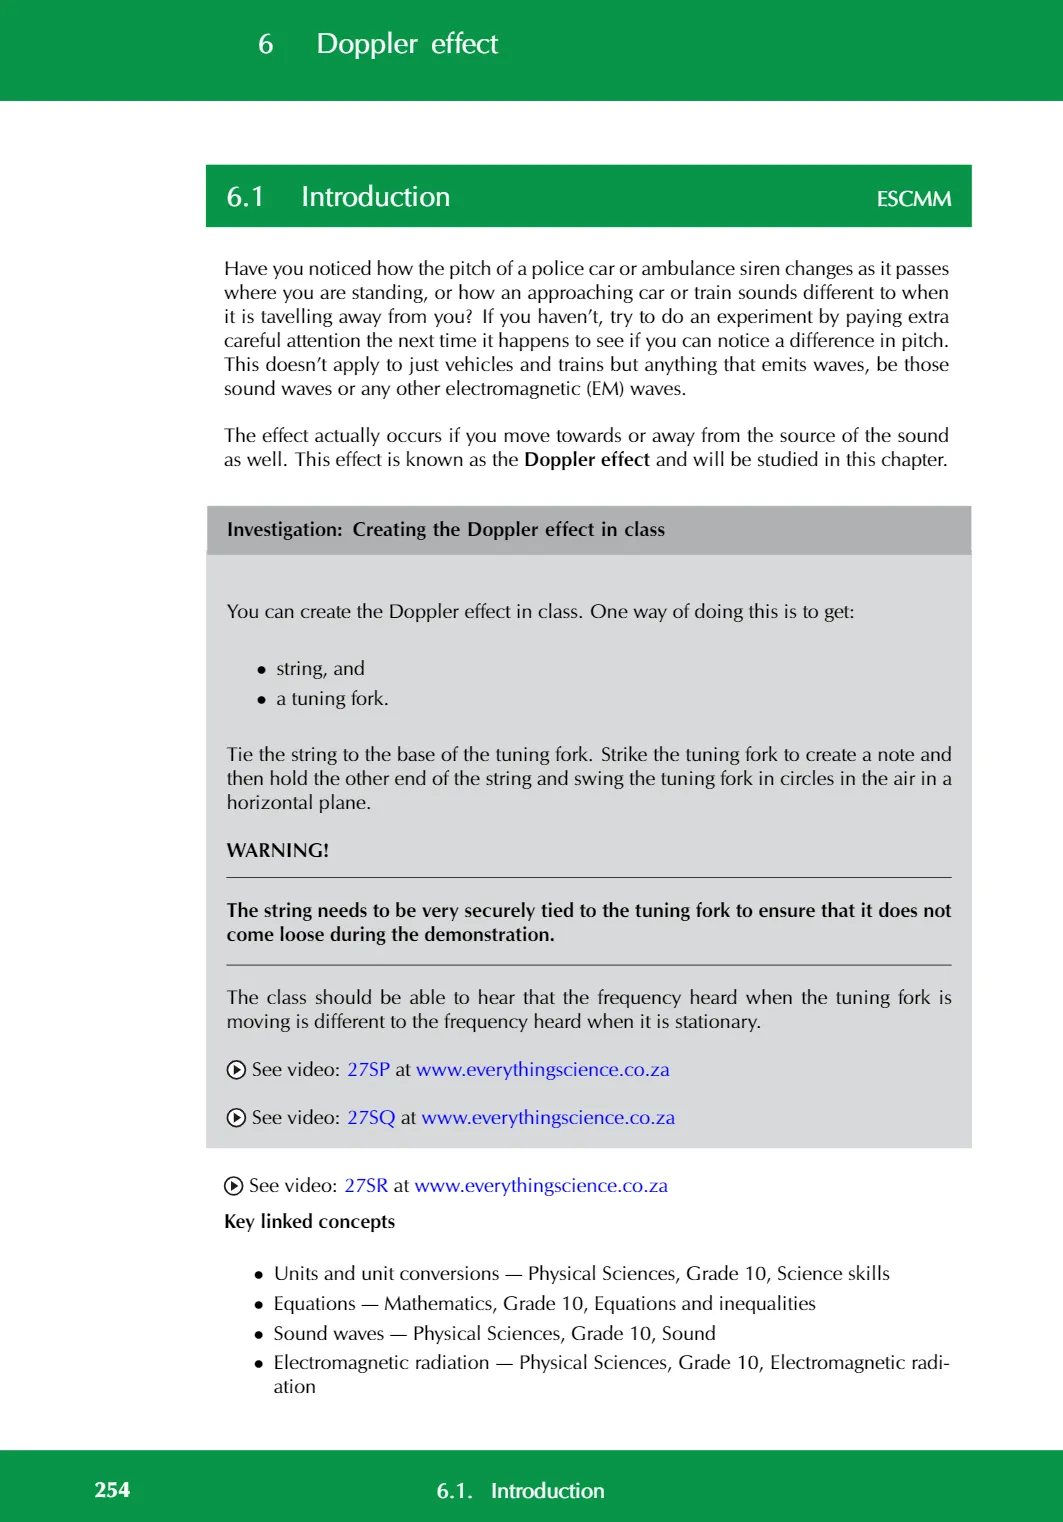 6 Doppler effect
6.1 Introduction ESCMM
Have you noticed how the pitch of a police car or ambulance siren changes as it passes
where you are standing, or how an approaching car or train sounds different to when
it is tavelling away from you? If you haven't, try to do an experiment by paying extra
careful attention the next time it happens to see if you can notice a difference in pitch.
This doesn't apply to just vehicles and trains but anything that emits waves, be those
sound waves or any other electromagnetic (EM) waves.
The effect actually occurs if you move towards or away from the source of the sound
as well. This effect is known as the Doppler effect and will be studied in this chapter.
Investigation: Creating the Doppler effect in class
You can create the Doppler effect in class. One way of doing this is to get:
• string, and
• a tuning fork.
Tie the string to the base of the tuning fork. Strike the tuning fork to create a note and
then hold the other end of the string and swing the tuning fork in circles in the air in a
horizontal plane.
WARNING!
The string needs to be very securely tied to the tuning fork to ensure that it does not
come loose during the demonstration.
The class should be able to hear that the frequency heard when the tuning fork is
moving is different to the frequency heard when it is stationary.
See video: 27SP at www.everythingscience.co.za
See video: 27SQ at www.everythingscience.co.za
See video: 27SR at www.everythingscience.co.za
Key linked concepts
• Units and unit conversions — Physical Sciences, Grade 10, Science skills
• Equations — Mathematics, Grade 10, Equations and inequalities
• Sound waves — Physical Sciences, Grade 10, Sound
• Electromagnetic radiation — Physical Sciences, Grade 10, Electromagnetic radi-
ation
254 6.1. Introduction